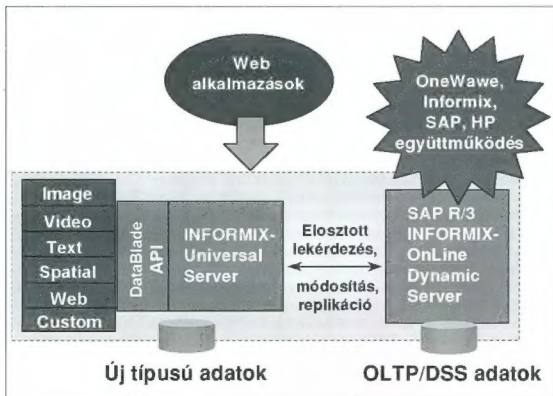 Web
alkalmazások
OneWawe,
Informix,
SAP, HP
együttműködés
Image
Video
Text
Spatial
Web
Custom
DataBlade
API
INFORMIX-
Universal
Server
Elosztott
lekérdezés,
módosítás,
replikáció
SAP R/3
INFORMIX-
OnLine
Dynamic
Server
Új típusú adatok
OLTP/DSS adatok